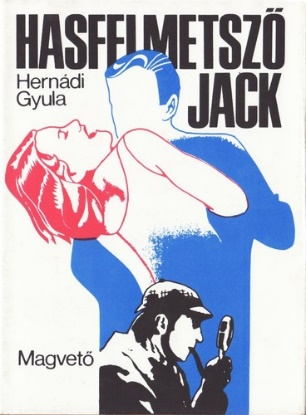 HASFELMETSZŐ
Hernádi
Gyula
JACK
Magvető